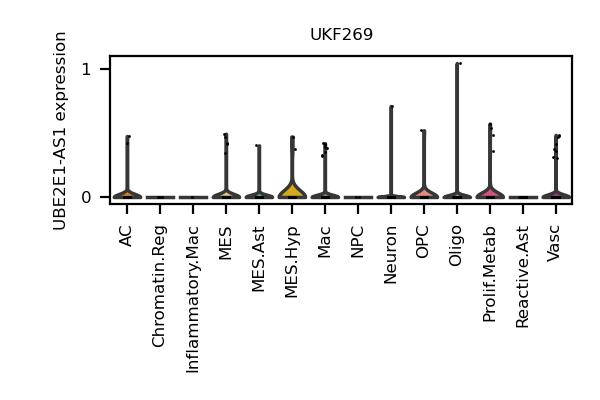 UKF269
UBE2E1-AS1 expression
1
0
AC
Chromatin.Reg
Inflammatory.Mac
MES
MES.Ast
MES.Hyp
Mac
NPC
Neuron
OPC
Oligo
Prolif.Metab
Reactive.Ast
Vasc